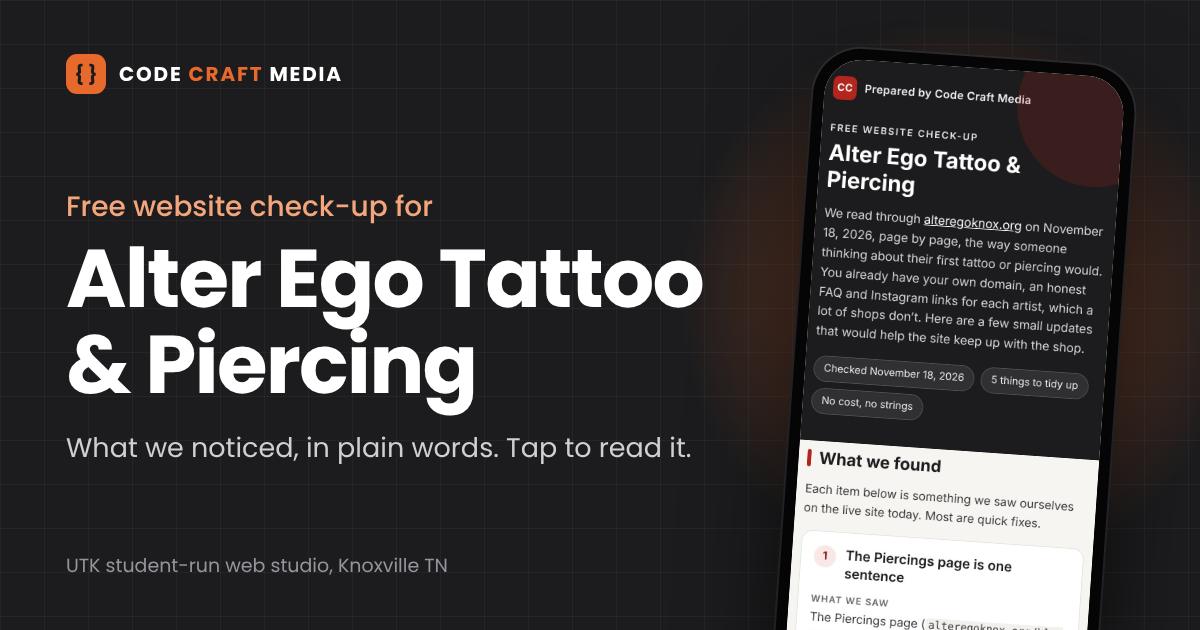 { } CODE CRAFT MEDIA
Free website check-up for
Alter Ego Tattoo
& Piercing
What we noticed, in plain words. Tap to read it.
UTK student-run web studio, Knoxville TN
CC Prepared by Code Craft Media
FREE WEBSITE CHECK-UP
Alter Ego Tattoo &
Piercing
We read through alteregoknox.org on November
18, 2026, page by page, the way someone
thinking about their first tattoo or piercing would.
You already have your own domain, an honest
FAQ and Instagram links for each artist, which a
lot of shops don't. Here are a few small updates
that would help the site keep up with the shop.
Checked November 18, 2026
5 things to tidy up
No cost, no strings
What we found
Each item below is something we saw ourselves
on the live site today. Most are quick fixes.
1 The Piercings page is one
sentence
WHAT WE SAW
The Piercings page (